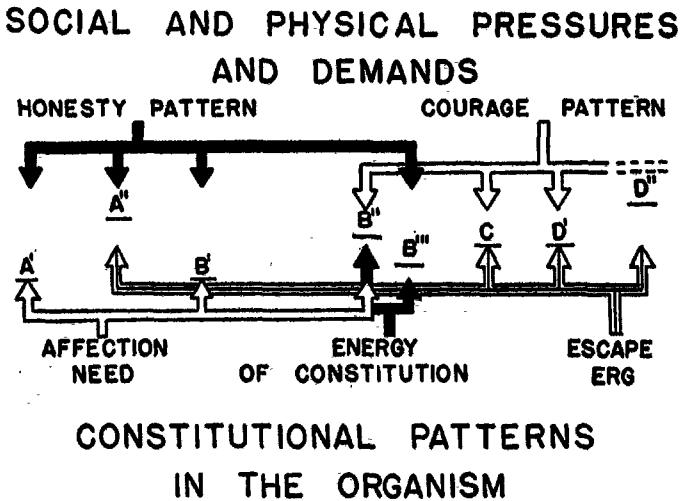 SOCIAL AND PHYSICAL PRESSURES
AND DEMANDS
HONESTY PATTERN COURAGE PATTERN
A" B" D"
A' B' B''' C D'
AFFECTION NEED
ENERGY OF CONSTITUTION
ESCAPE ERG
CONSTITUTIONAL PATTERNS
IN THE ORGANISM